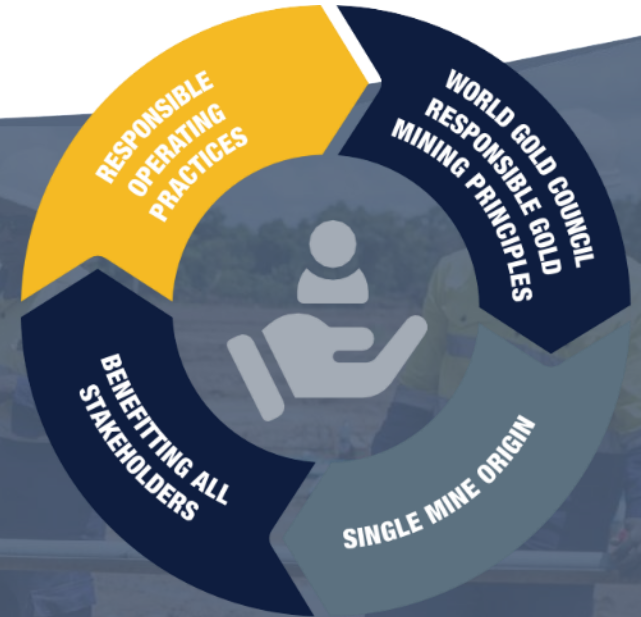 RESPONSIBLE
OPERATING
PRACTICES
WORLD GOLD COUNCIL
RESPONSIBLE GOLD
MINING PRINCIPLES
SINGLE MINE ORIGIN
BENEFITTING ALL
STAKEHOLDERS